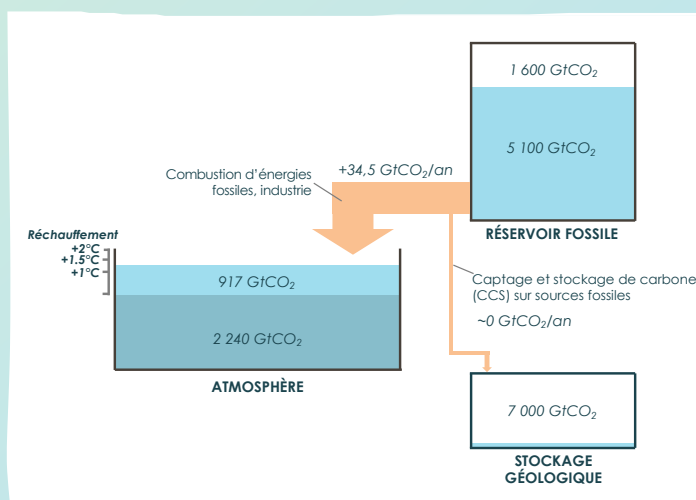 1 600 GtCO₂
5 100 GtCO₂
RÉSERVOIR FOSSILE
+34,5 GtCO₂/an
Combustion d'énergies
fossiles, industrie
Réchauffement
+2°C
+1.5°C
+1°C
917 GtCO₂
2 240 GtCO₂
ATMOSPHÈRE
Captage et stockage de carbone
(CCS) sur sources fossiles
~0 GtCO₂/an
7 000 GtCO₂
STOCKAGE
GÉOLOGIQUE